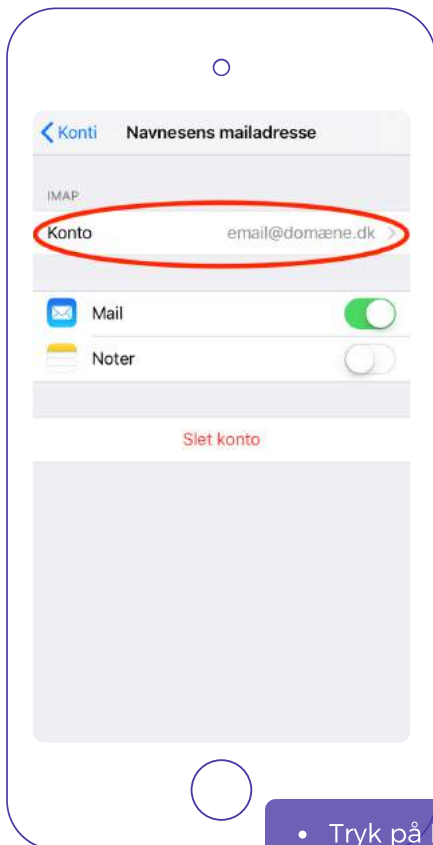 Konti Navnesens mailadresse
IMAP
Konto email@domæne.dk
Mail
Noter
Slet konto
• Tryk på